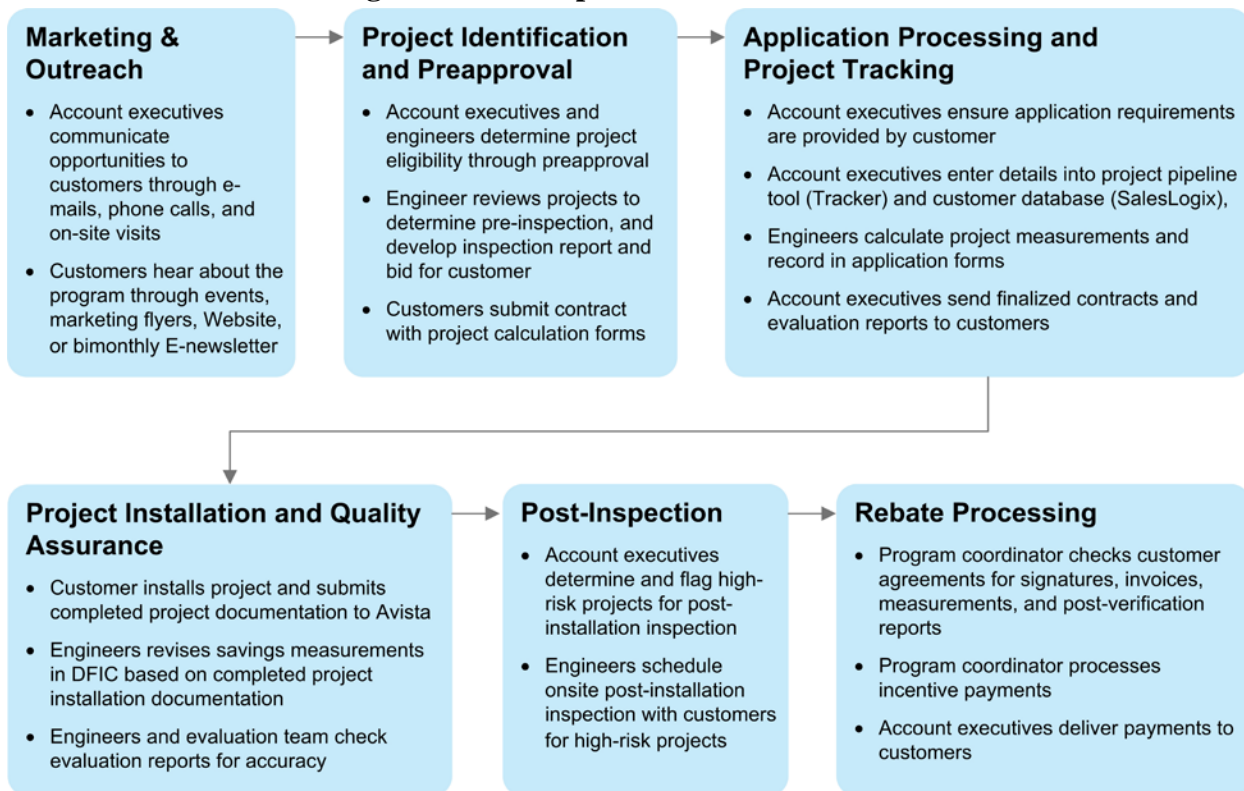 Marketing &
Outreach
• Account executives
communicate
opportunities to
customers through e-
mails, phone calls, and
on-site visits
• Customers hear about the
program through events,
marketing flyers, Website,
or bimonthly E-newsletter
Project Identification
and Preapproval
• Account executives and
engineers determine project
eligibility through preapproval
• Engineer reviews projects to
determine pre-inspection, and
develop inspection report and
bid for customer
• Customers submit contract
with project calculation forms
Application Processing and
Project Tracking
• Account executives ensure application requirements
are provided by customer
• Account executives enter details into project pipeline
tool (Tracker) and customer database (SalesLogix),
• Engineers calculate project measurements and
record in application forms
• Account executives send finalized contracts and
evaluation reports to customers
Project Installation and Quality
Assurance
• Customer installs project and submits
completed project documentation to Avista
• Engineers revises savings measurements
in DFIC based on completed project
installation documentation
• Engineers and evaluation team check
evaluation reports for accuracy
Post-Inspection
• Account executives
determine and flag high-
risk projects for post-
installation inspection
• Engineers schedule
onsite post-installation
inspection with customers
for high-risk projects
Rebate Processing
• Program coordinator checks customer
agreements for signatures, invoices,
measurements, and post-verification
reports
• Program coordinator processes
incentive payments
• Account executives deliver payments to
customers